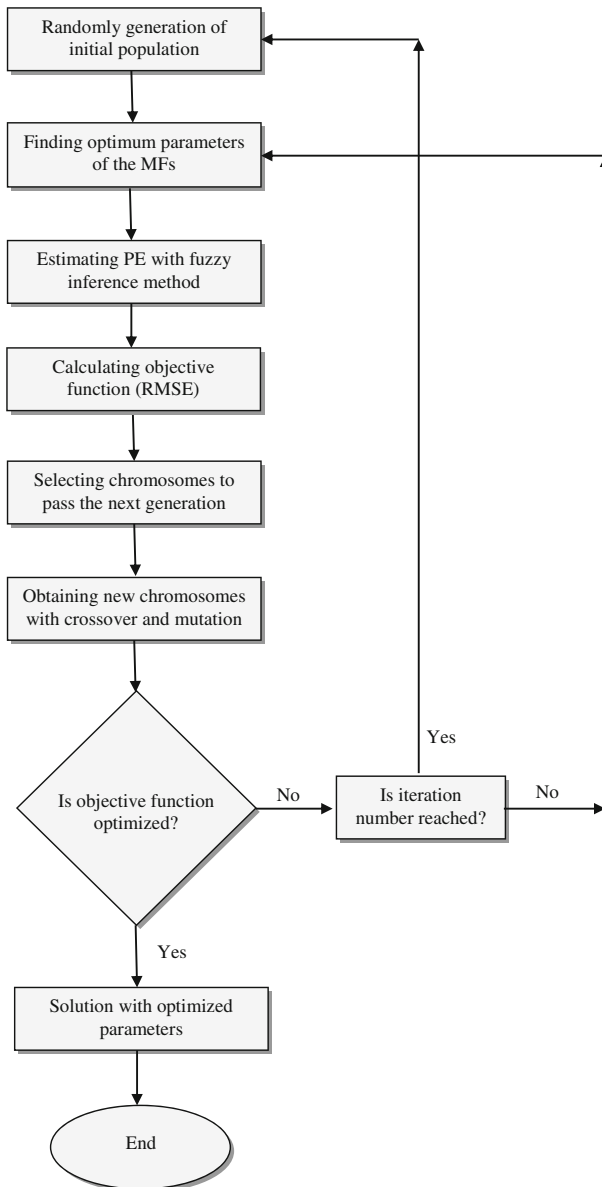 Randomly generation of
initial population
Finding optimum parameters
of the MFs
Estimating PE with fuzzy
inference method
Calculating objective
function (RMSE)
Selecting chromosomes to
pass the next generation
Obtaining new chromosomes
with crossover and mutation
Is objective function
optimized?
No
Is iteration
number reached?
Yes
No
Yes
Solution with optimized
parameters
End